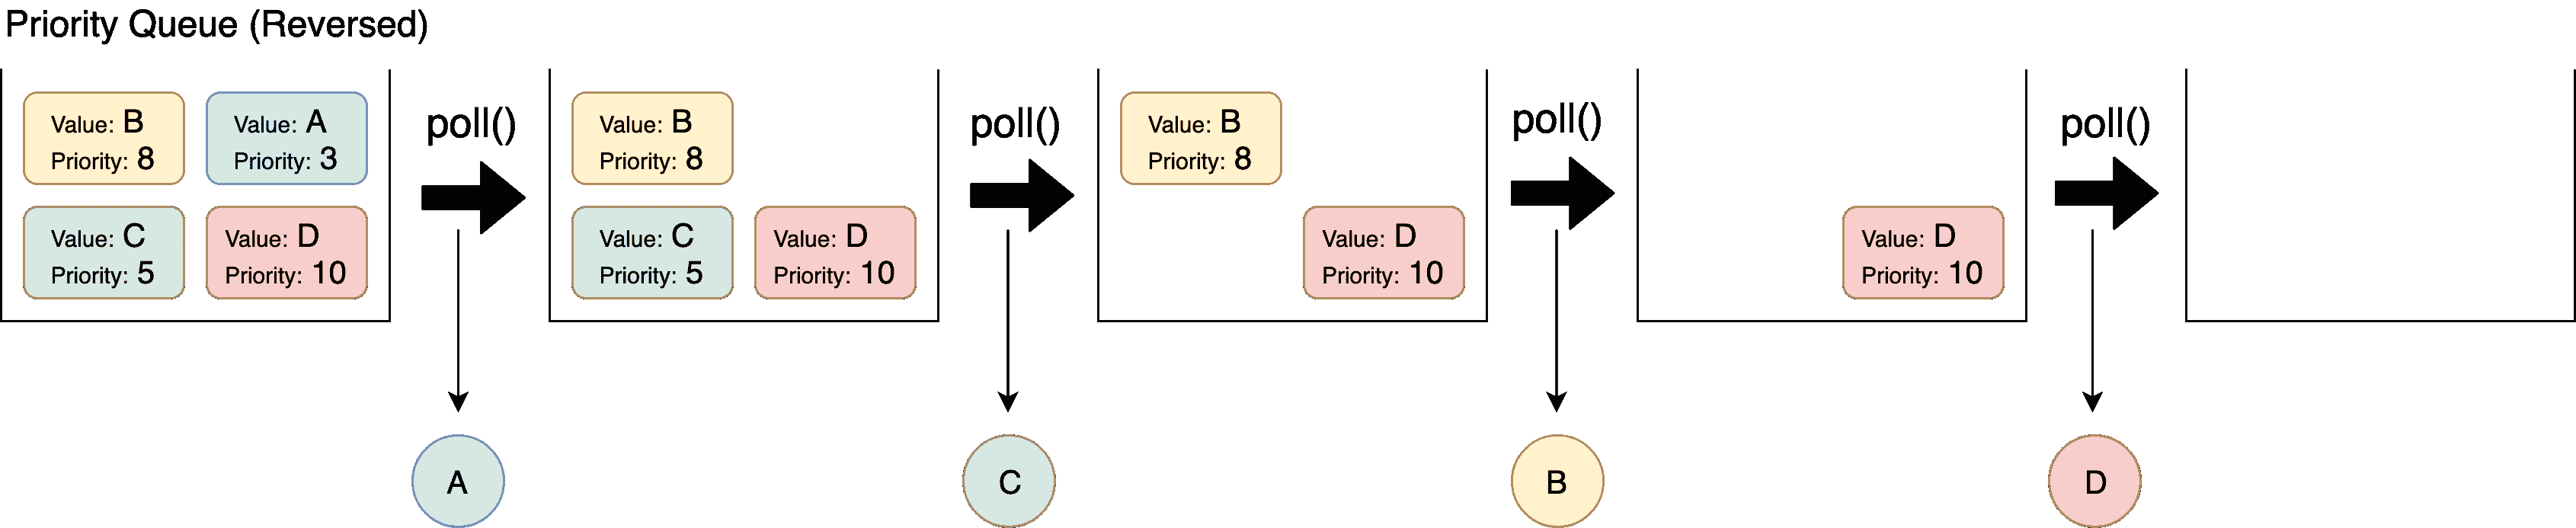 Priority Queue (Reversed)
Value: B
Priority: 8
Value: A
Priority: 3
Value: C
Priority: 5
Value: D
Priority: 10
poll()
A
Value: B
Priority: 8
Value: C
Priority: 5
Value: D
Priority: 10
poll()
C
Value: B
Priority: 8
Value: D
Priority: 10
poll()
B
Value: D
Priority: 10
poll()
D